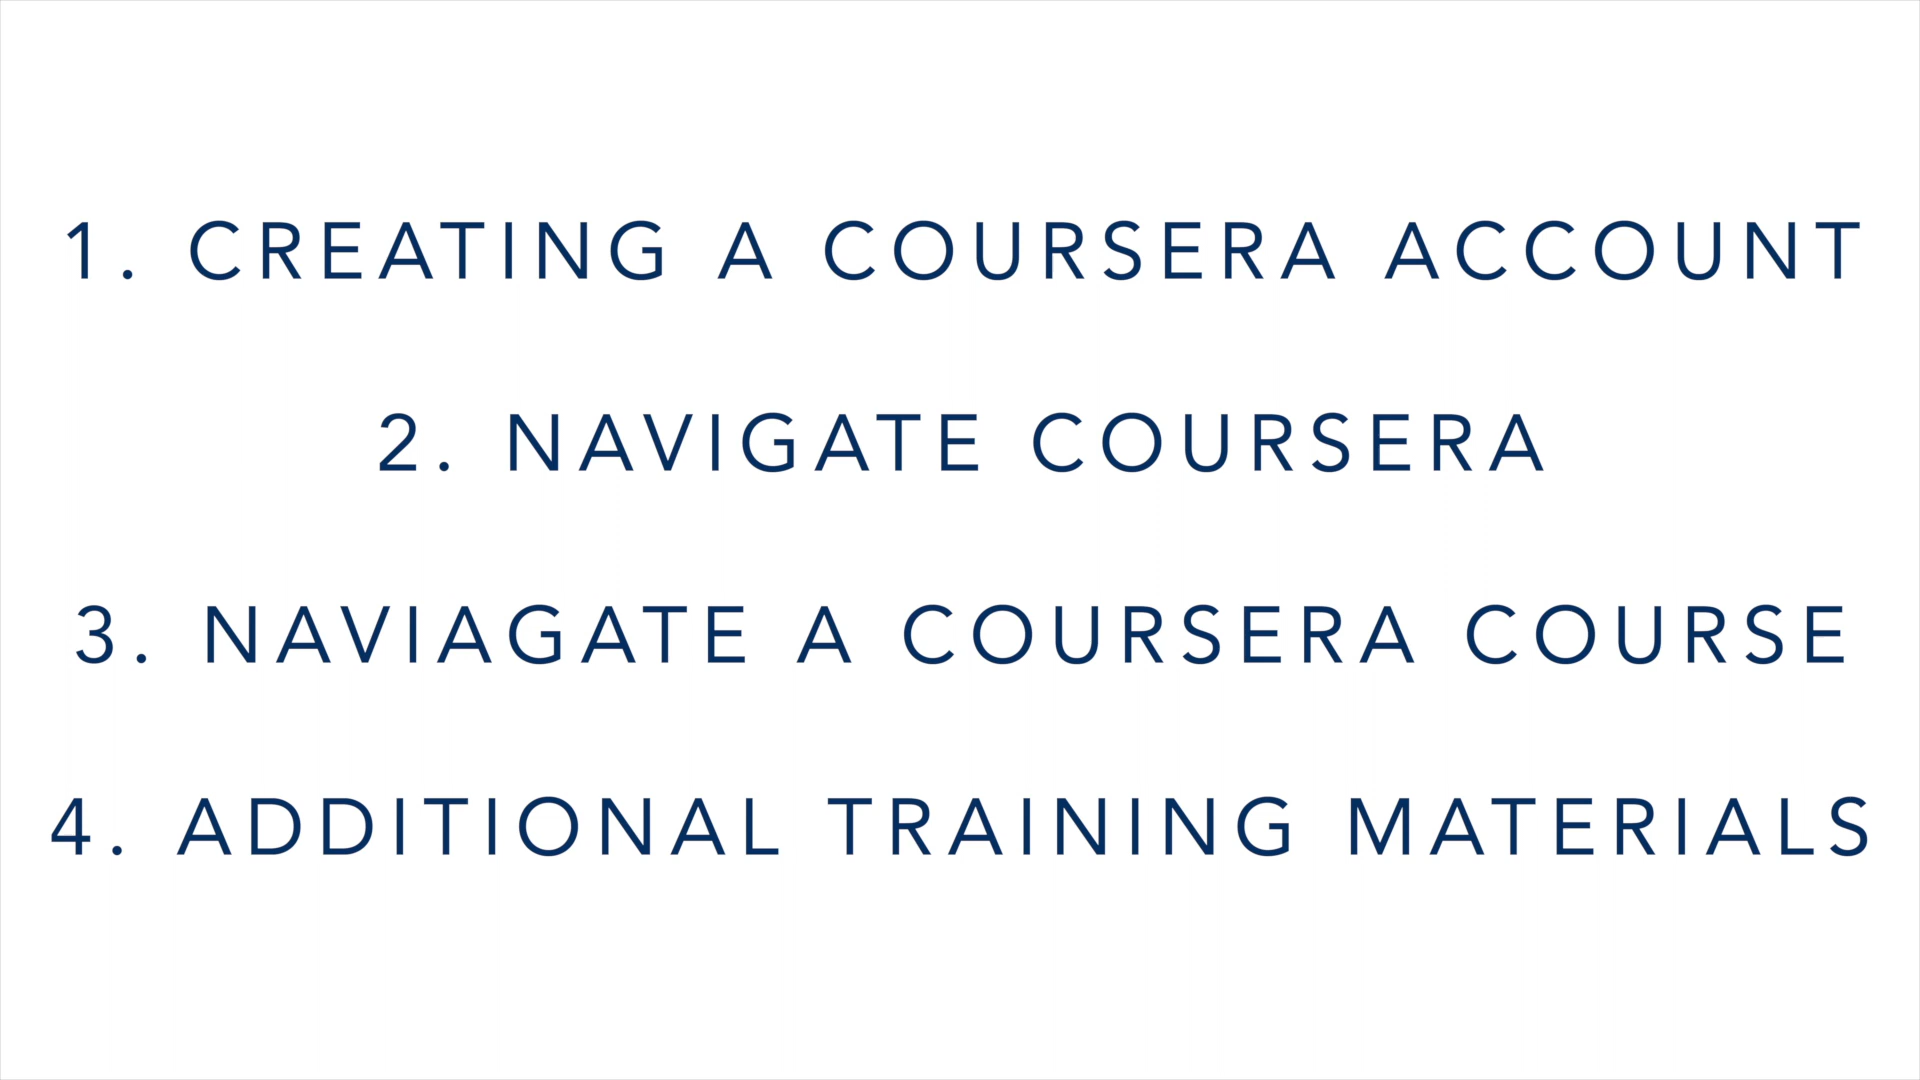 1. CREATING A COURSERA ACCOUNT
2. NAVIGATE COURSERA
3. NAVIAGATE A COURSERA COURSE
4. ADDITIONAL TRAINING MATERIALS